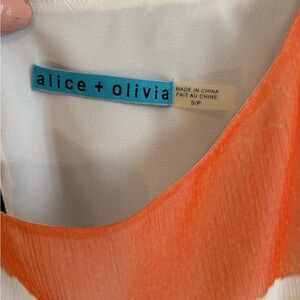 alice + olivia
MADE IN CHINA
FAIT AU CHINE
S/P